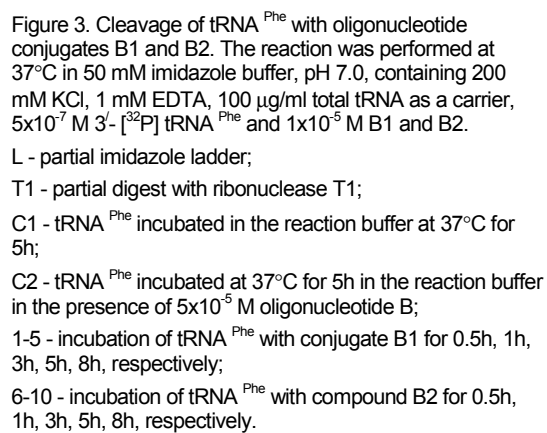 Figure 3. Cleavage of tRNA Phe with oligonucleotide
conjugates B1 and B2. The reaction was performed at
37°C in 50 mM imidazole buffer, pH 7.0, containing 200
mM KCl, 1 mM EDTA, 100 μg/ml total tRNA as a carrier,
5x10⁻⁷ M 3′- [³²P] tRNA Phe and 1x10⁻⁵ M B1 and B2.
L - partial imidazole ladder;
T1 - partial digest with ribonuclease T1;
C1 - tRNA Phe incubated in the reaction buffer at 37°C for
5h;
C2 - tRNA Phe incubated at 37°C for 5h in the reaction buffer
in the presence of 5x10⁻⁵ M oligonucleotide B;
1-5 - incubation of tRNA Phe with conjugate B1 for 0.5h, 1h,
3h, 5h, 8h, respectively;
6-10 - incubation of tRNA Phe with compound B2 for 0.5h,
1h, 3h, 5h, 8h, respectively.